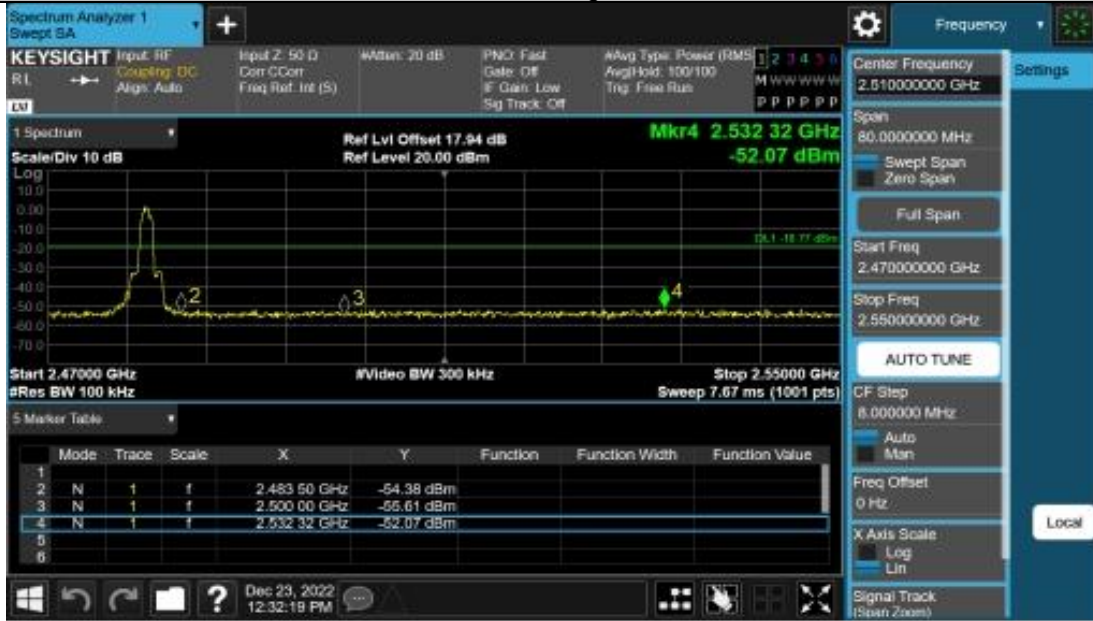 Spectrum Analyzer 1
Swept SA
+
Frequency
KEYSIGHT
Input: RF
Coupling: DC
Align: Auto
Input Z: 50 Ω
Corr CCorr
Freq Ref: Int (S)
#Atten: 20 dB
PNO: Fast
Gate: Off
IF Gain: Low
Sig Track: Off
#Avg Type: Power (RMS
Avg|Hold: 100/100
Trig: Free Run
1 2 3 4 5 6
M W W W W W
P P P P P P
R L
LXI
1 Spectrum
Scale/Div 10 dB
Ref Lvl Offset 17.94 dB
Ref Level 20.00 dBm
Mkr4 2.532 32 GHz
-52.07 dBm
Log
10.0
0.00
-10.0
-20.0
-30.0
-40.0
-50.0
-60.0
-70.0
2
3
4
Start 2.47000 GHz
#Res BW 100 kHz
#Video BW 300 kHz
Stop 2.55000 GHz
Sweep 7.67 ms (1001 pts)
5 Marker Table
Mode Trace Scale X Y Function Function Width Function Value
1
2 N 1 f 2.483 50 GHz -54.38 dBm
3 N 1 f 2.500 00 GHz -55.61 dBm
4 N 1 f 2.532 32 GHz -52.07 dBm
5
6
?
Dec 23, 2022
12:32:19 PM
Center Frequency
2.510000000 GHz
Span
80.0000000 MHz
Swept Span
Zero Span
Full Span
Start Freq
2.470000000 GHz
Stop Freq
2.550000000 GHz
AUTO TUNE
CF Step
8.000000 MHz
Auto
Man
Freq Offset
0 Hz
X Axis Scale
Log
Lin
Signal Track
(Span Zoom)
Settings
Local